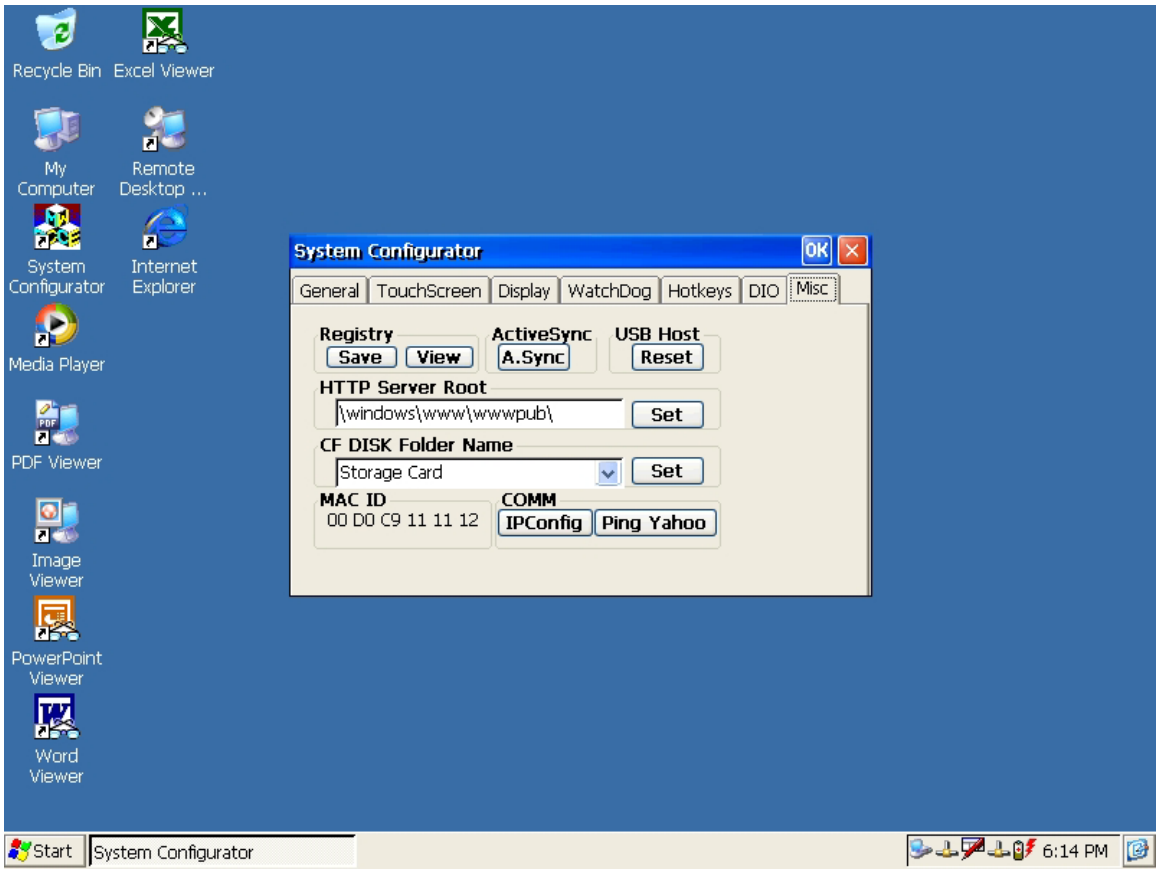 Recycle Bin
Excel Viewer
My
Computer
Remote
Desktop ...
System
Configurator
Internet
Explorer
Media Player
PDF
PDF Viewer
Image
Viewer
PowerPoint
Viewer
Word
Viewer
System Configurator
OK
General TouchScreen Display WatchDog Hotkeys DIO Misc
Registry ActiveSync USB Host
Save View A.Sync Reset
HTTP Server Root
\windows\www\wwwpub\ Set
CF DISK Folder Name
Storage Card Set
MAC ID COMM
00 D0 C9 11 11 12 IPConfig Ping Yahoo
Start System Configurator 6:14 PM